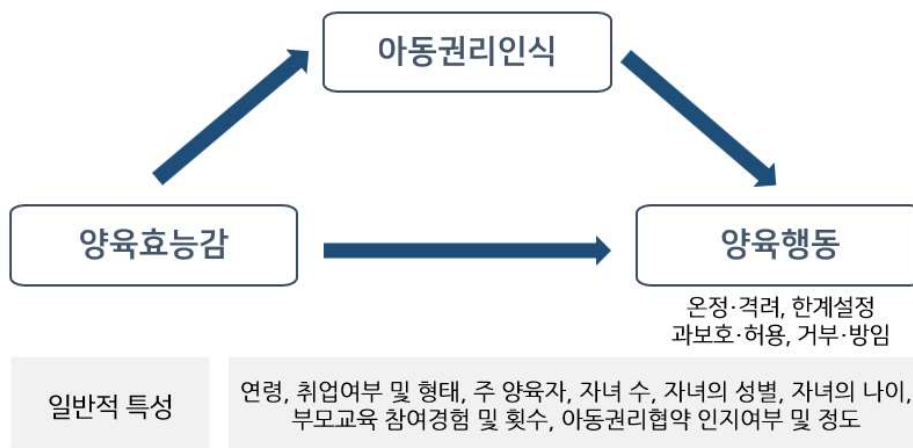 아동권리인식
양육효능감
양육행동
온정·격려, 한계설정
과보호·허용, 거부·방임
일반적 특성
연령, 취업여부 및 형태, 주 양육자, 자녀 수, 자녀의 성별, 자녀의 나이,
부모교육 참여경험 및 횟수, 아동권리협약 인지여부 및 정도